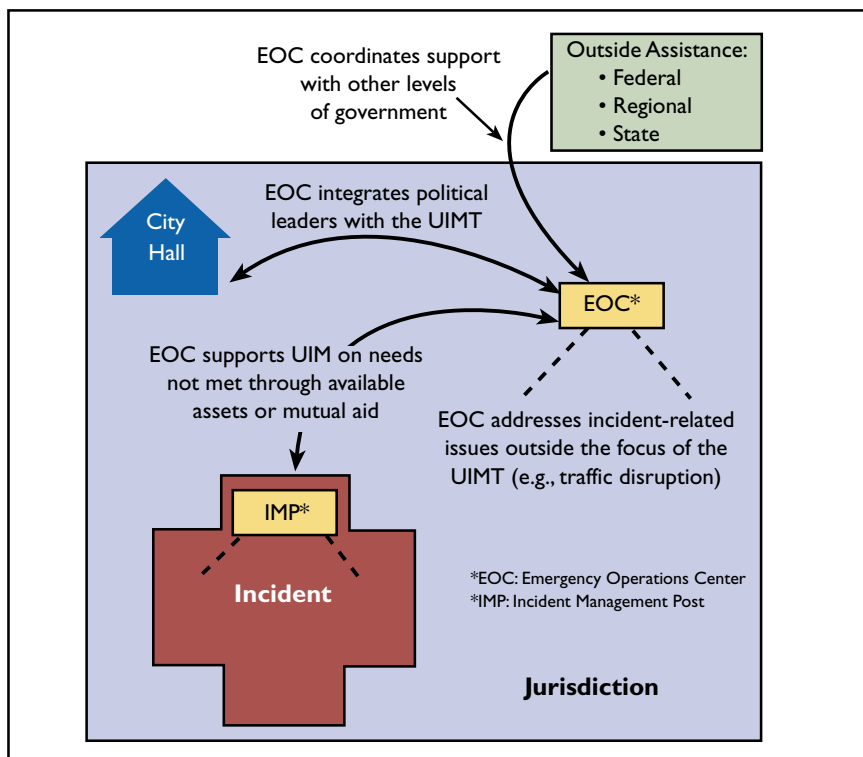 EOC coordinates support
with other levels
of government
Outside Assistance:
• Federal
• Regional
• State
City
Hall
EOC integrates political
leaders with the UIMT
EOC*
EOC supports UIM on needs
not met through available
assets or mutual aid
EOC addresses incident-related
issues outside the focus of the
UIMT (e.g., traffic disruption)
IMP*
Incident
*EOC: Emergency Operations Center
*IMP: Incident Management Post
Jurisdiction